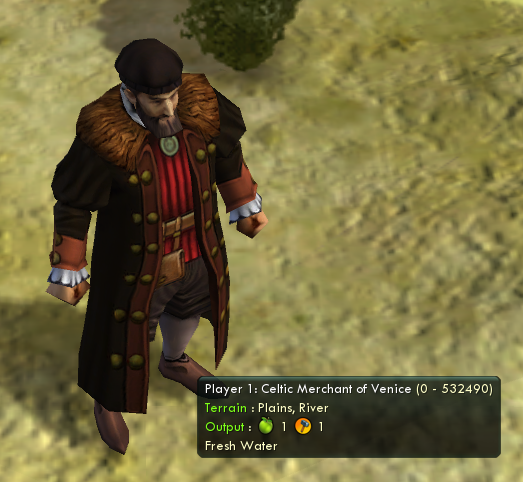 Player 1: Celtic Merchant of Venice (0 - 532490)
Terrain : Plains, River
Output : 1 1
Fresh Water